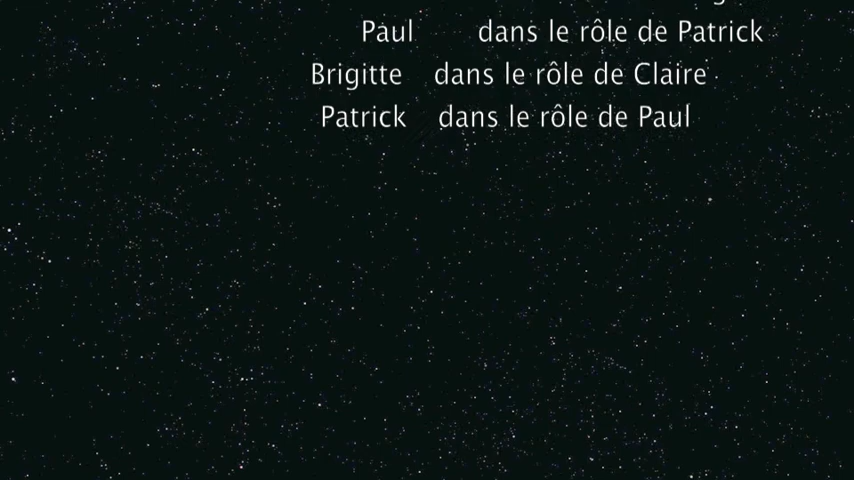 Paul dans le rôle de Patrick
Brigitte dans le rôle de Claire
Patrick dans le rôle de Paul